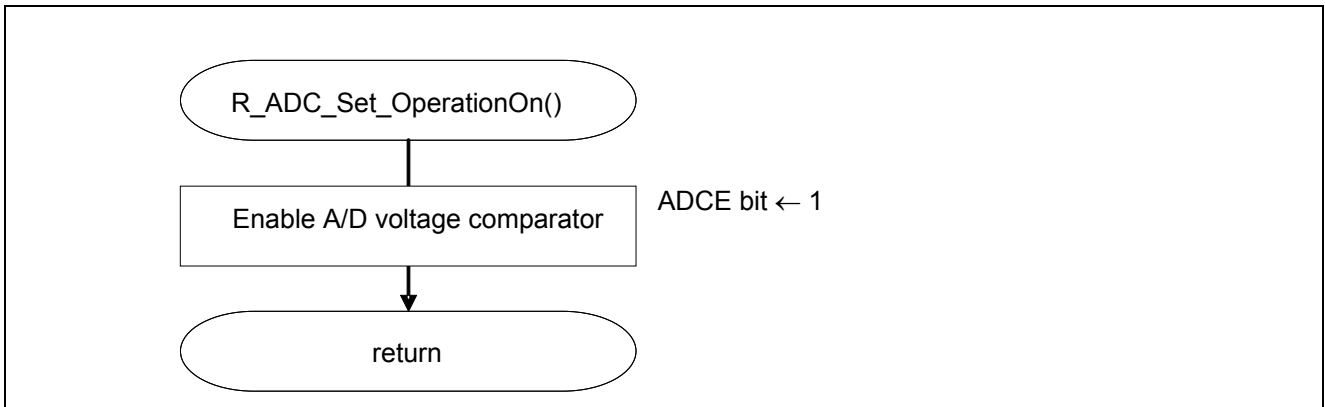 R_ADC_Set_OperationOn()
Enable A/D voltage comparator
ADCE bit ← 1
return